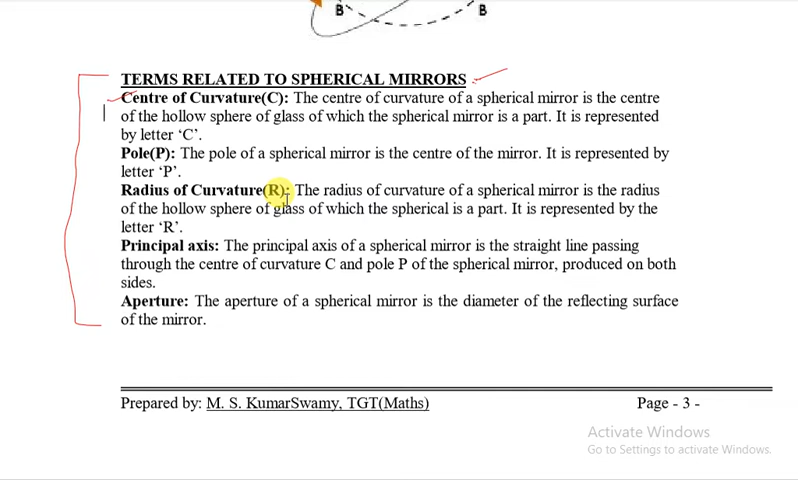 B B
TERMS RELATED TO SPHERICAL MIRRORS
Centre of Curvature(C): The centre of curvature of a spherical mirror is the centre
of the hollow sphere of glass of which the spherical mirror is a part. It is represented
by letter ‘C’.
Pole(P): The pole of a spherical mirror is the centre of the mirror. It is represented by
letter ‘P’.
Radius of Curvature(R): The radius of curvature of a spherical mirror is the radius
of the hollow sphere of glass of which the spherical is a part. It is represented by the
letter ‘R’.
Principal axis: The principal axis of a spherical mirror is the straight line passing
through the centre of curvature C and pole P of the spherical mirror, produced on both
sides.
Aperture: The aperture of a spherical mirror is the diameter of the reflecting surface
of the mirror.
Prepared by: M. S. KumarSwamy, TGT(Maths) Page - 3 -
Activate Windows
Go to Settings to activate Windows.